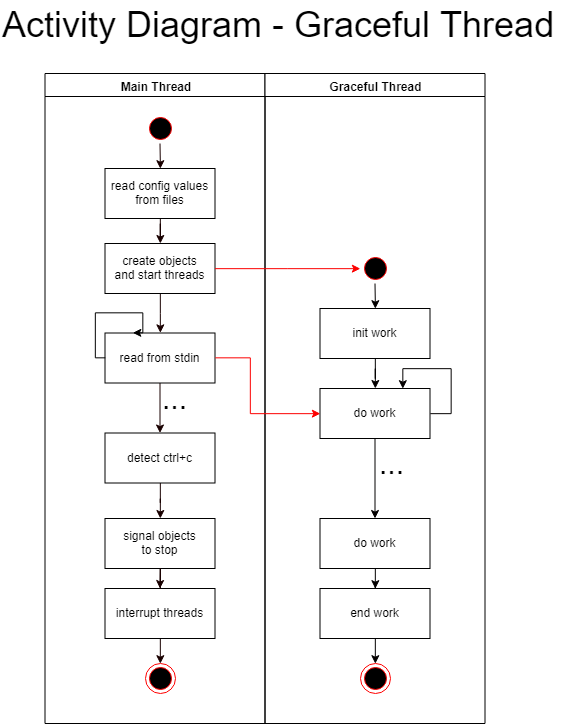 Activity Diagram - Graceful Thread
Main Thread
Graceful Thread
read config values
from files
create objects
and start threads
init work
read from stdin
do work
...
detect ctrl+c
...
signal objects
to stop
do work
interrupt threads
end work